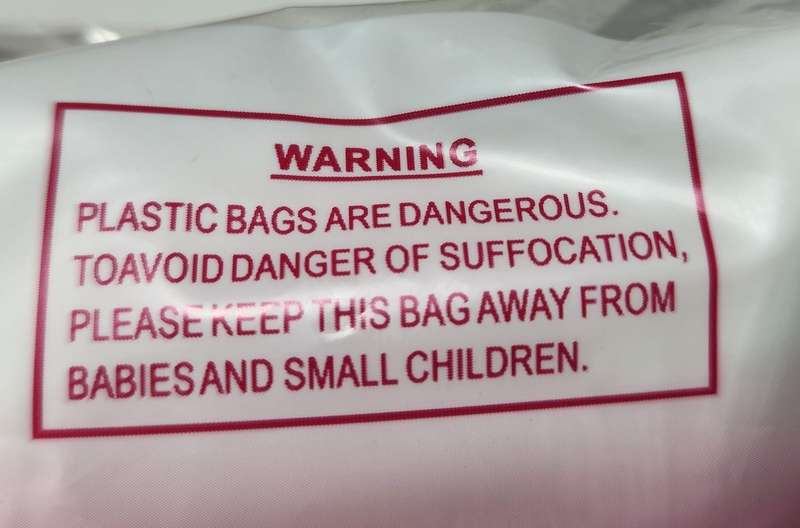 WARNING
PLASTIC BAGS ARE DANGEROUS.
TOAVOID DANGER OF SUFFOCATION,
PLEASE KEEP THIS BAG AWAY FROM
BABIES AND SMALL CHILDREN.